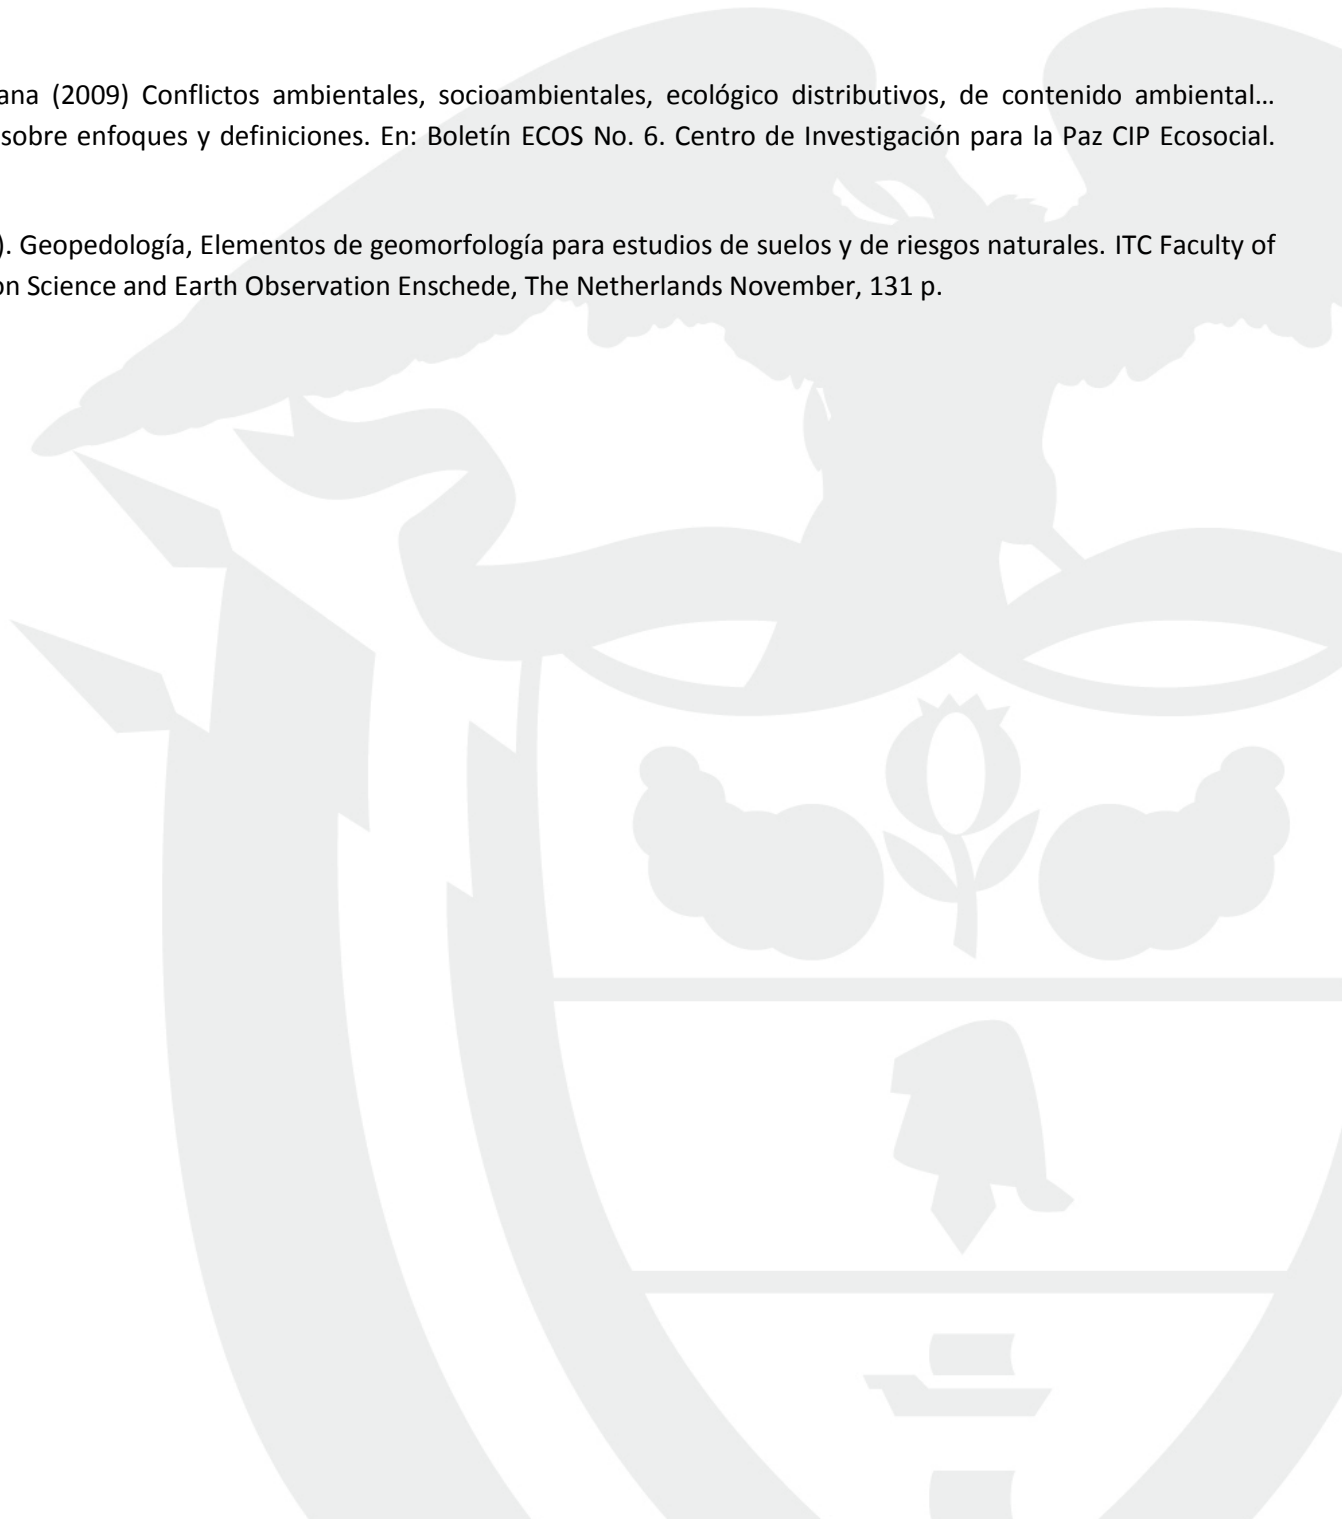 ana (2009) Conflictos ambientales, socioambientales, ecológico distributivos, de contenido ambiental…
sobre enfoques y definiciones. En: Boletín ECOS No. 6. Centro de Investigación para la Paz CIP Ecosocial.
). Geopedología, Elementos de geomorfología para estudios de suelos y de riesgos naturales. ITC Faculty of
on Science and Earth Observation Enschede, The Netherlands November, 131 p.